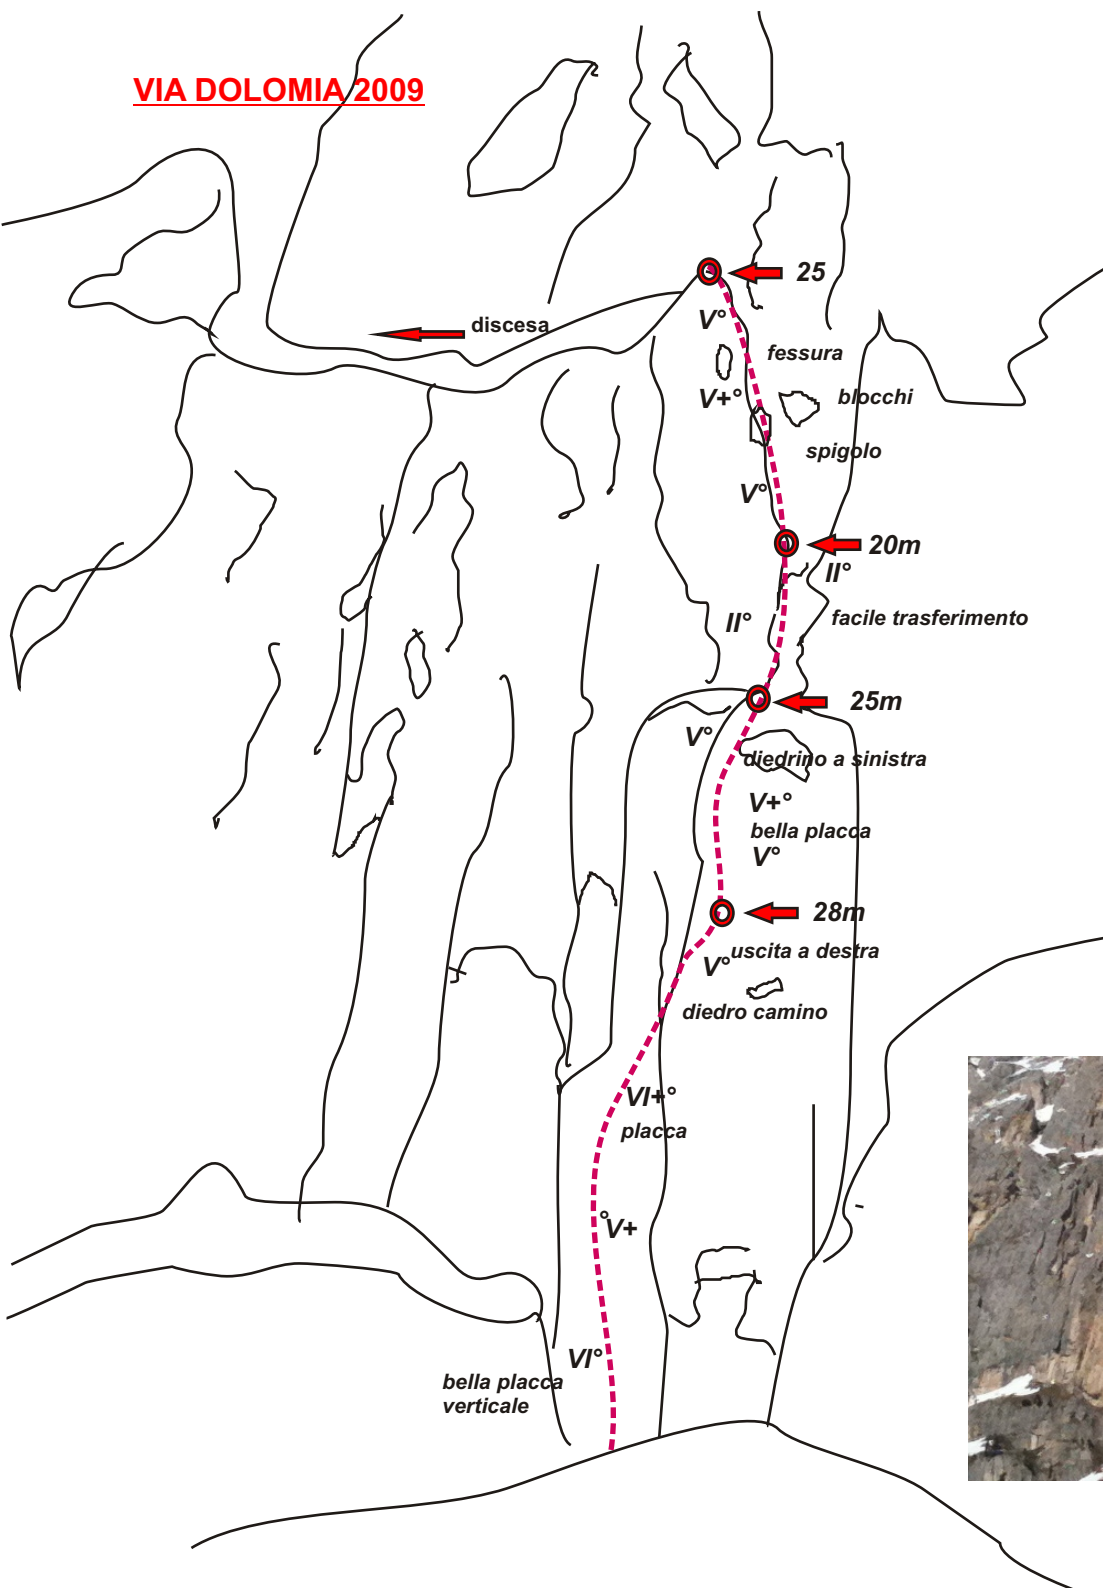 VIA DOLOMIA 2009
25
discesa
V°
fessura
V+°
blocchi
spigolo
V°
20m
II°
II°
facile trasferimento
25m
V°
diedrino a sinistra
V+°
bella placca
V°
28m
uscita a destra
V°
diedro camino
VI+°
placca
°V+
VI°
bella placca
verticale